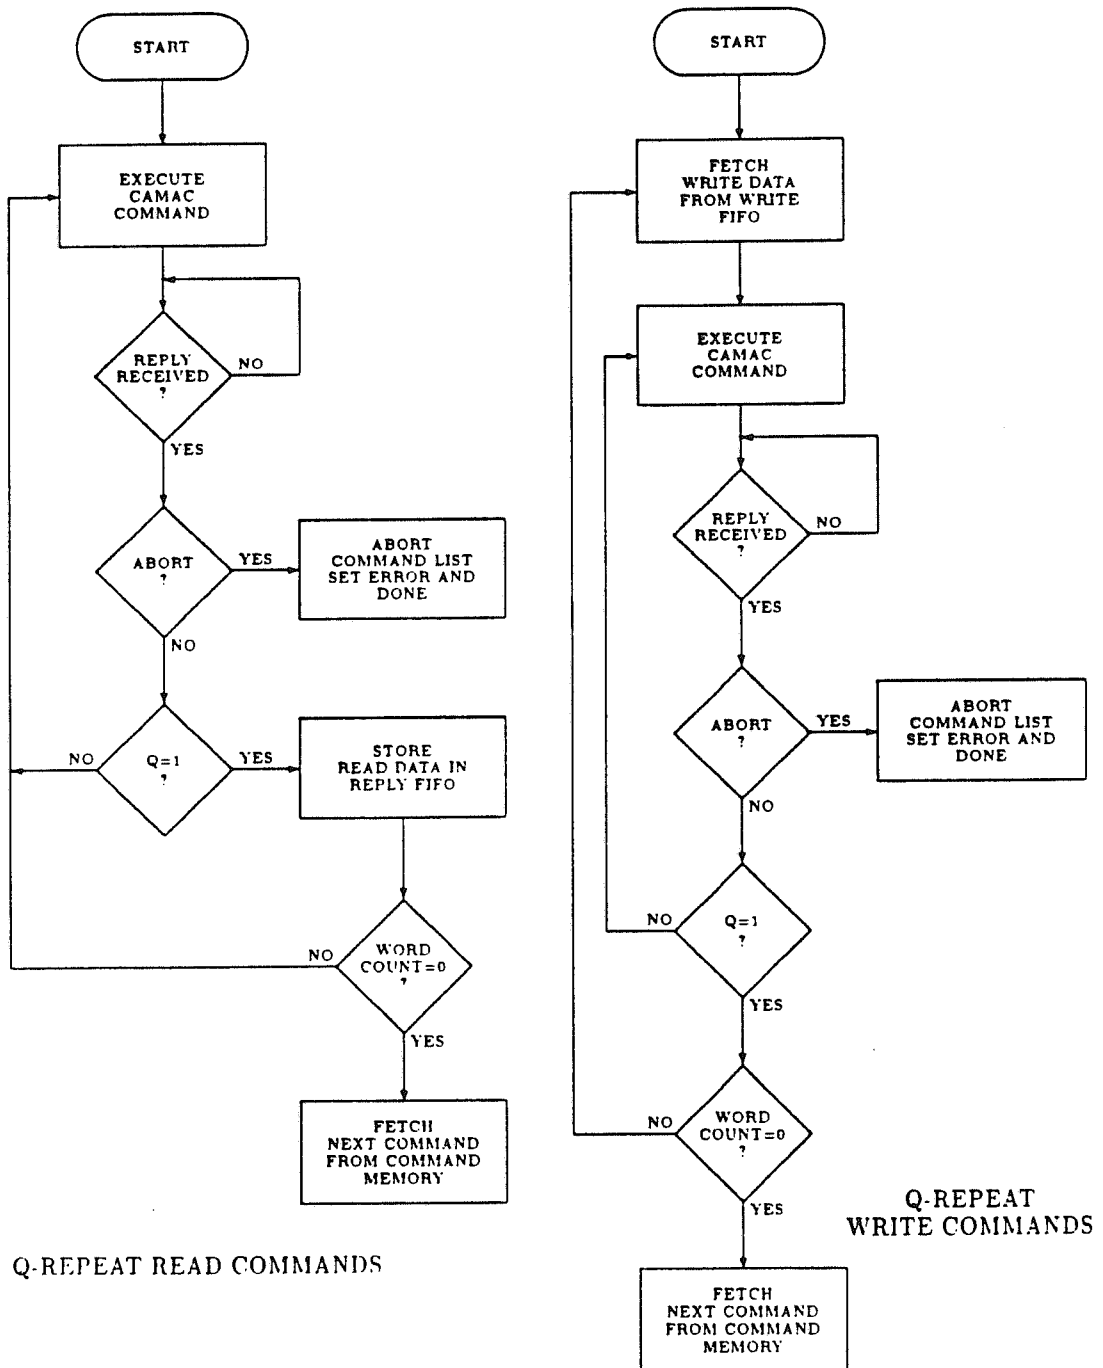 START
EXECUTE
CAMAC
COMMAND
REPLY
RECEIVED
?
NO
YES
ABORT
?
YES
ABORT
COMMAND LIST
SET ERROR AND
DONE
NO
Q=1
?
NO
YES
STORE
READ DATA IN
REPLY FIFO
WORD
COUNT=0
?
NO
YES
FETCH
NEXT COMMAND
FROM COMMAND
MEMORY
Q-REPEAT READ COMMANDS
START
FETCH
WRITE DATA
FROM WRITE
FIFO
EXECUTE
CAMAC
COMMAND
REPLY
RECEIVED
?
NO
YES
ABORT
?
YES
ABORT
COMMAND LIST
SET ERROR AND
DONE
NO
Q=1
?
NO
YES
WORD
COUNT=0
?
NO
YES
FETCH
NEXT COMMAND
FROM COMMAND
MEMORY
Q-REPEAT
WRITE COMMANDS